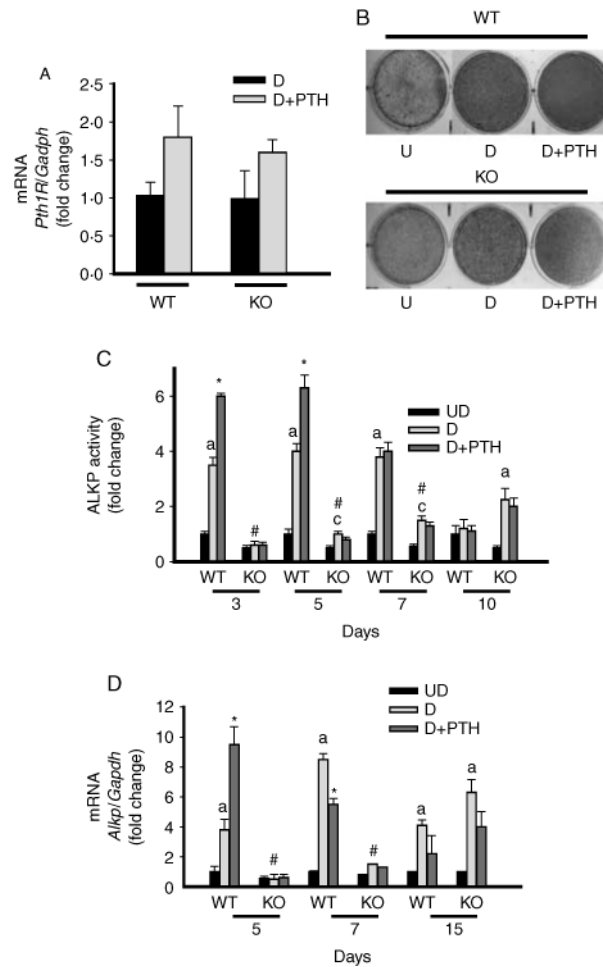 A
D
D+PTH
mRNA
Pth1R/Gadph
(fold change)
2·5
2·0
1·5
1·0
0·5
0·0
WT KO
B
WT
U D D+PTH
KO
U D D+PTH
C
ALKP activity
(fold change)
6
4
2
0
UD
D
D+PTH
a * # a * # c a # c a
WT KO WT KO WT KO WT KO
3 5 7 10
Days
D
mRNA
Alkp/Gapdh
(fold change)
12
10
8
6
4
2
0
UD
D
D+PTH
a * # a * # a a
WT KO WT KO WT KO
5 7 15
Days